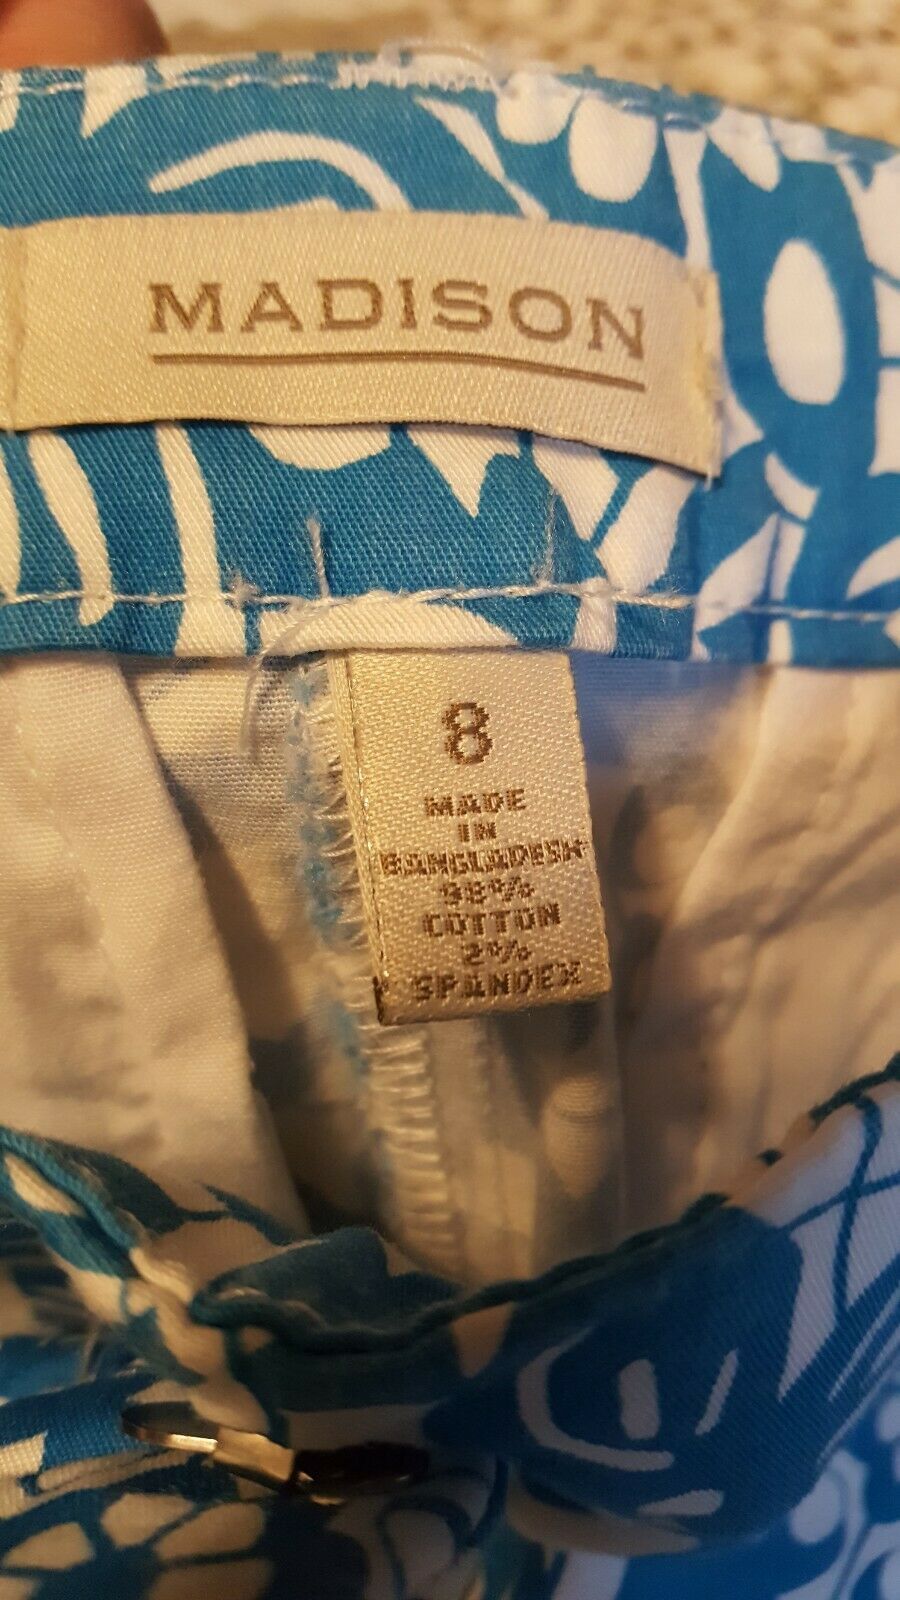 MADISON
8
MADE
IN
BANGLADESH
98%
COTTON
2%
SPANDEX